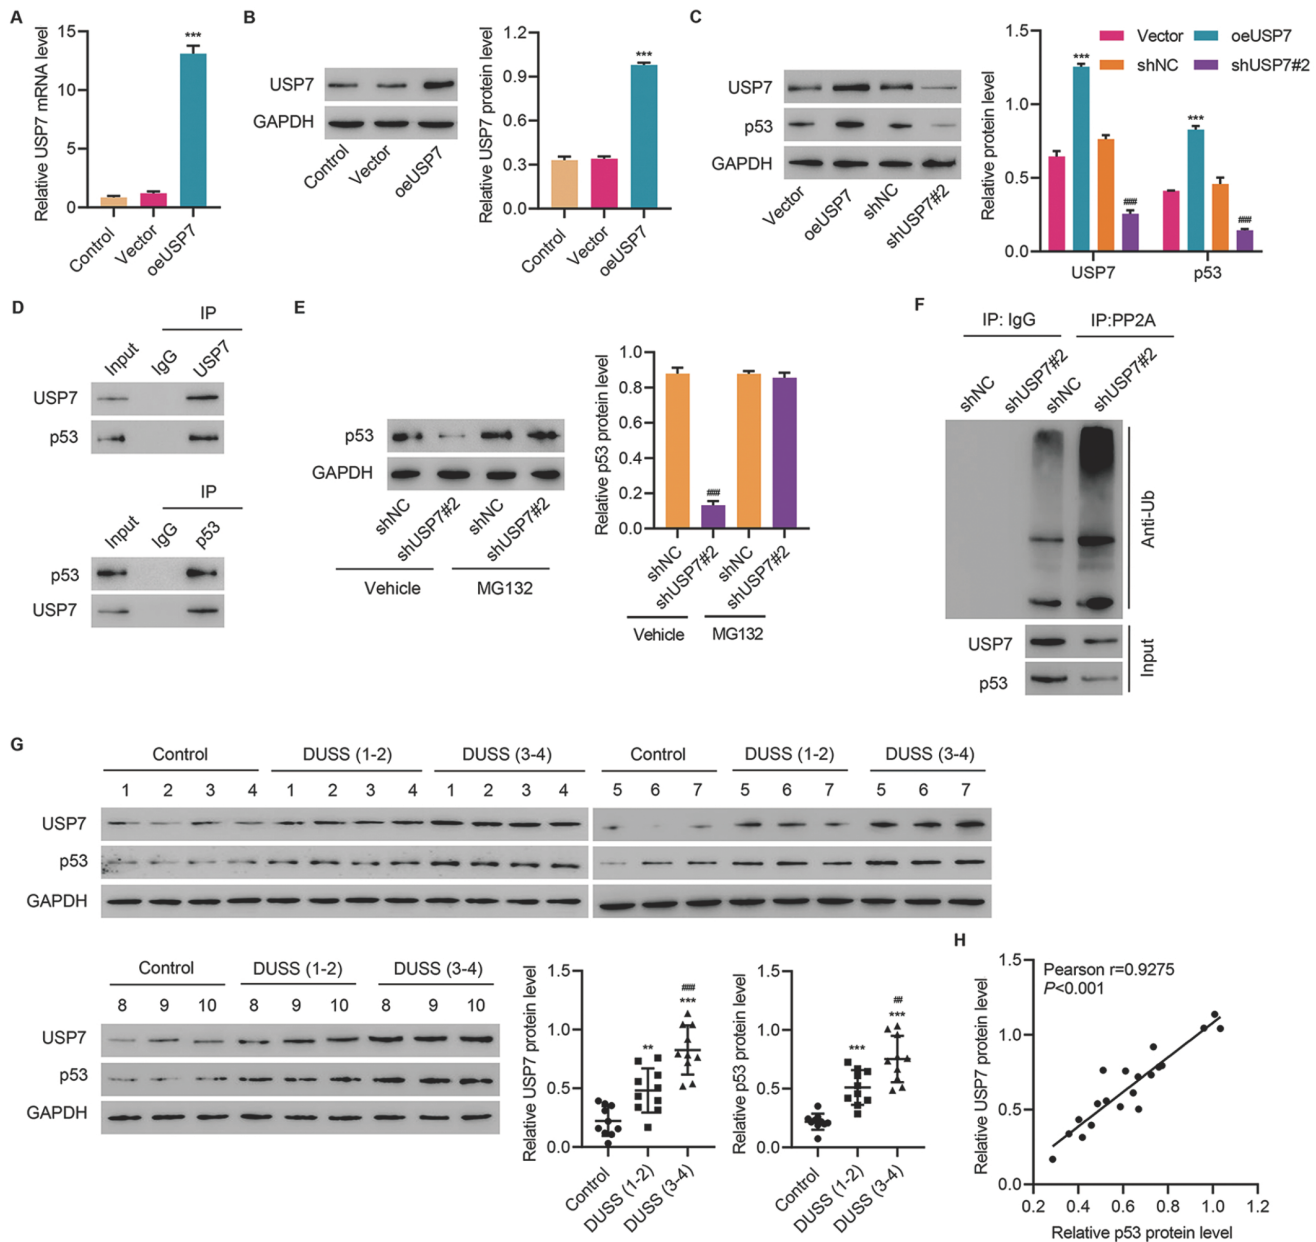 A
Relative USP7 mRNA level
15
10
5
0
***
Control
Vector
oeUSP7
B
USP7
GAPDH
Control
Vector
oeUSP7
Relative USP7 protein level
1.2
0.9
0.6
0.3
0.0
***
Control
Vector
oeUSP7
C
USP7
p53
GAPDH
Vector
oeUSP7
shNC
shUSP7#2
Relative protein level
1.5
1.0
0.5
0.0
Vector
oeUSP7
shNC
shUSP7#2
***
###
***
###
USP7
p53
D
IP
Input
IgG
USP7
USP7
p53
IP
Input
IgG
p53
p53
USP7
E
p53
GAPDH
shNC
shUSP7#2
shNC
shUSP7#2
Vehicle
MG132
Relative p53 protein level
1.0
0.8
0.6
0.4
0.2
0.0
###
shNC
shUSP7#2
shNC
shUSP7#2
Vehicle
MG132
F
IP: IgG
IP:PP2A
shNC
shUSP7#2
shNC
shUSP7#2
Anti-Ub
USP7
p53
Input
G
Control
DUSS (1-2)
DUSS (3-4)
Control
DUSS (1-2)
DUSS (3-4)
1 2 3 4 1 2 3 4 1 2 3 4 5 6 7 5 6 7 5 6 7
USP7
p53
GAPDH
Control
DUSS (1-2)
DUSS (3-4)
8 9 10 8 9 10 8 9 10
USP7
p53
GAPDH
Relative USP7 protein level
1.5
1.0
0.5
0.0
**
###
***
Control
DUSS (1-2)
DUSS (3-4)
Relative p53 protein level
1.5
1.0
0.5
0.0
***
##
***
Control
DUSS (1-2)
DUSS (3-4)
H
Pearson r=0.9275
P<0.001
Relative USP7 protein level
1.5
1.0
0.5
0.0
0.2 0.4 0.6 0.8 1.0 1.2
Relative p53 protein level